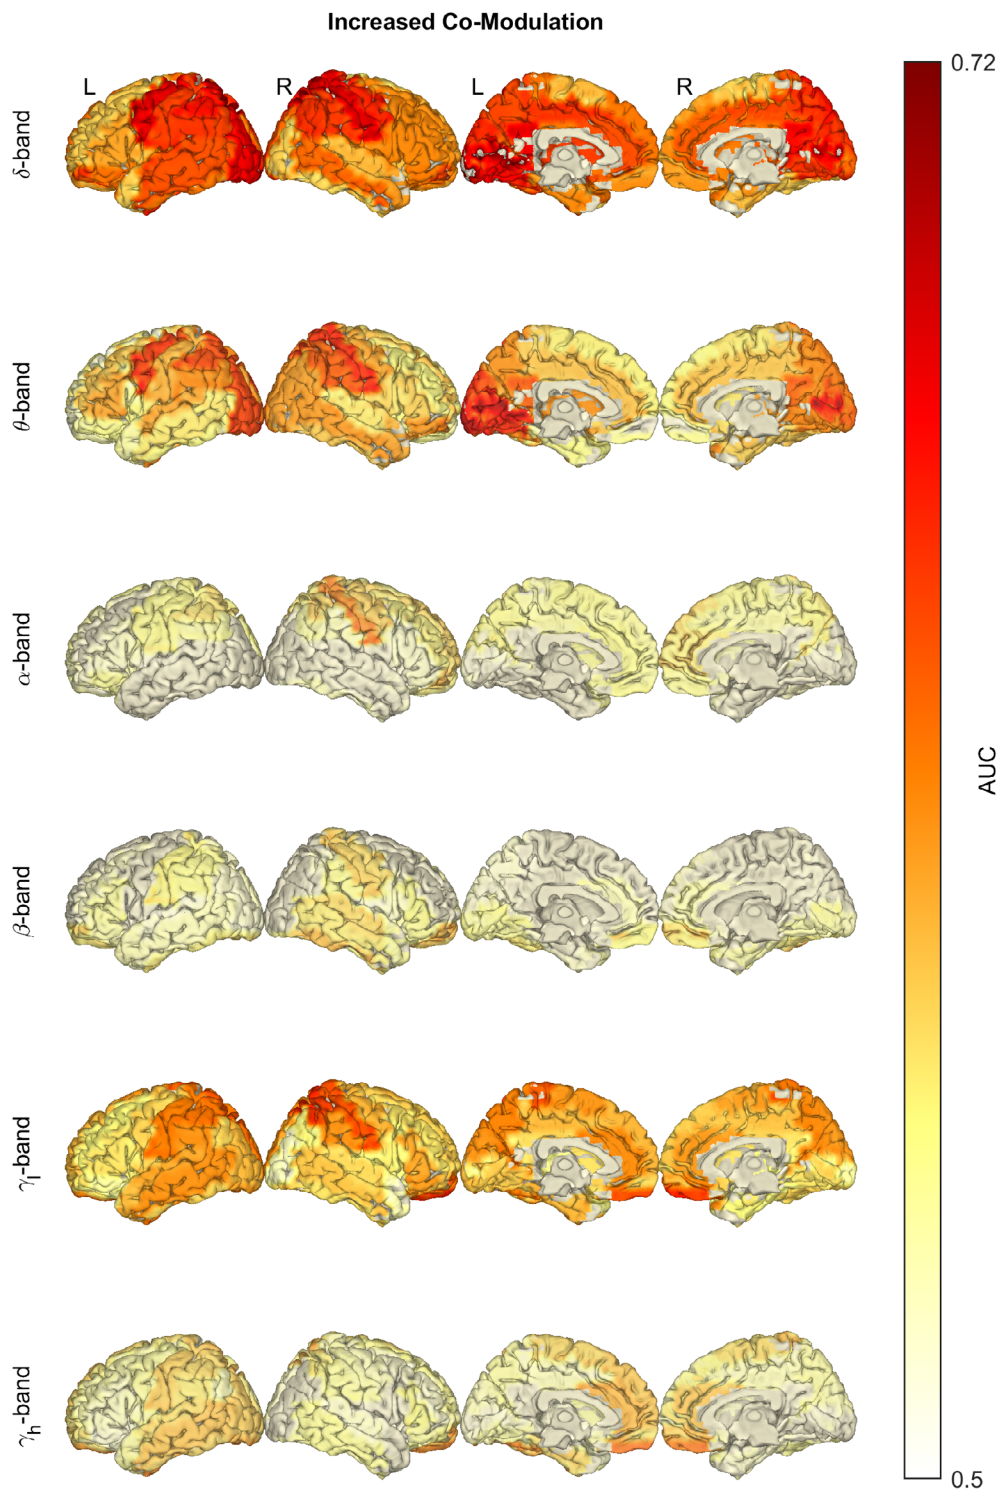 Increased Co-Modulation
L R L R
0.72
δ-band
θ-band
α-band
AUC
β-band
γl-band
γh-band
0.5